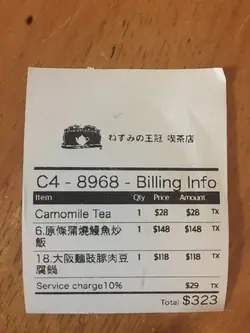 ねずみの王冠 喫茶店
C4 - 8968 - Billing Info
Item Qty Price Amount
Camomile Tea 1 $28 $28 TX
6.原條蒲燒鰻魚炒 1 $148 $148 TX
飯
18.大阪麵豉豚肉豆 1 $118 $118 TX
腐鍋
Service charge10% $29 TX
Total $323